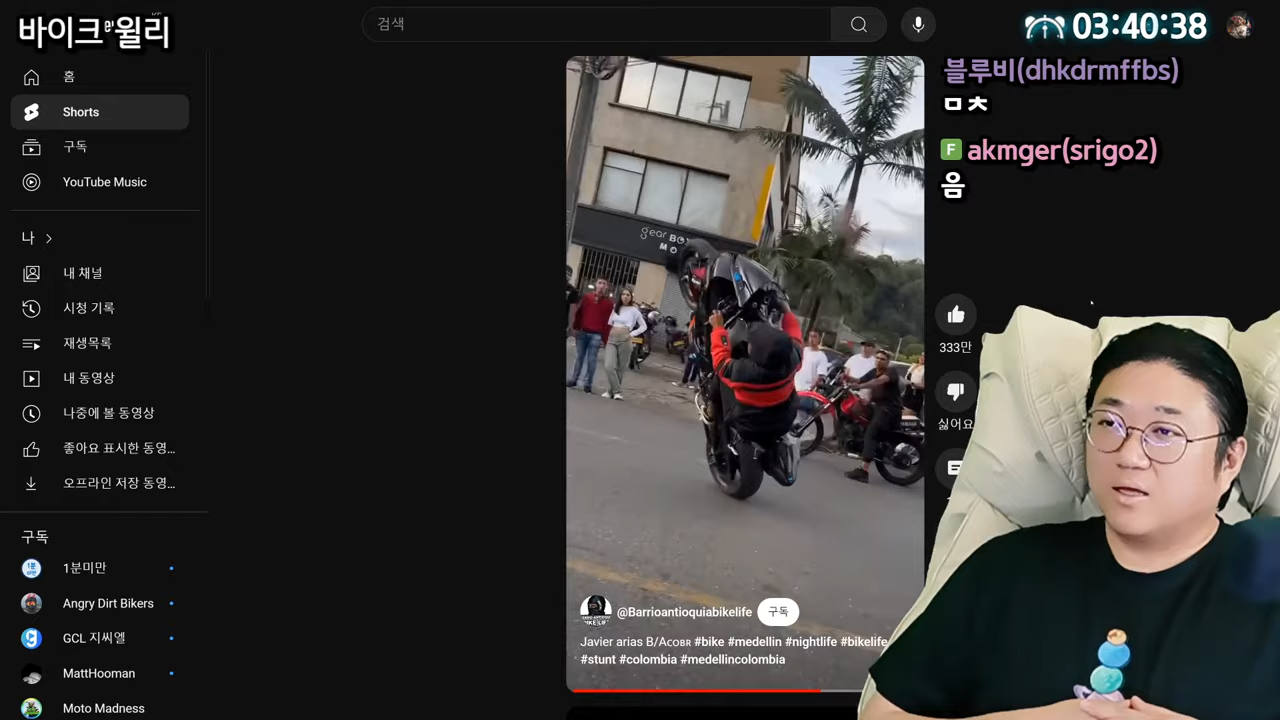 바이크 윌리
검색
03:40:38
홈
Shorts
구독
YouTube Music
나
내 채널
시청 기록
재생목록
내 동영상
나중에 볼 동영상
좋아요 표시한 동영...
오프라인 저장 동영...
구독
1분미만
Angry Dirt Bikers
GCL 지씨엘
MattHooman
Moto Madness
gear BO
MO
@Barrioantioquiabikelife
구독
Javier arias B/Acobr #bike #medellin #nightlife #bikelife
#stunt #colombia #medellincolombia
블루비(dhkdrmffbs)
ㅁㅊ
F akmger(srigo2)
음
333만
싫어요